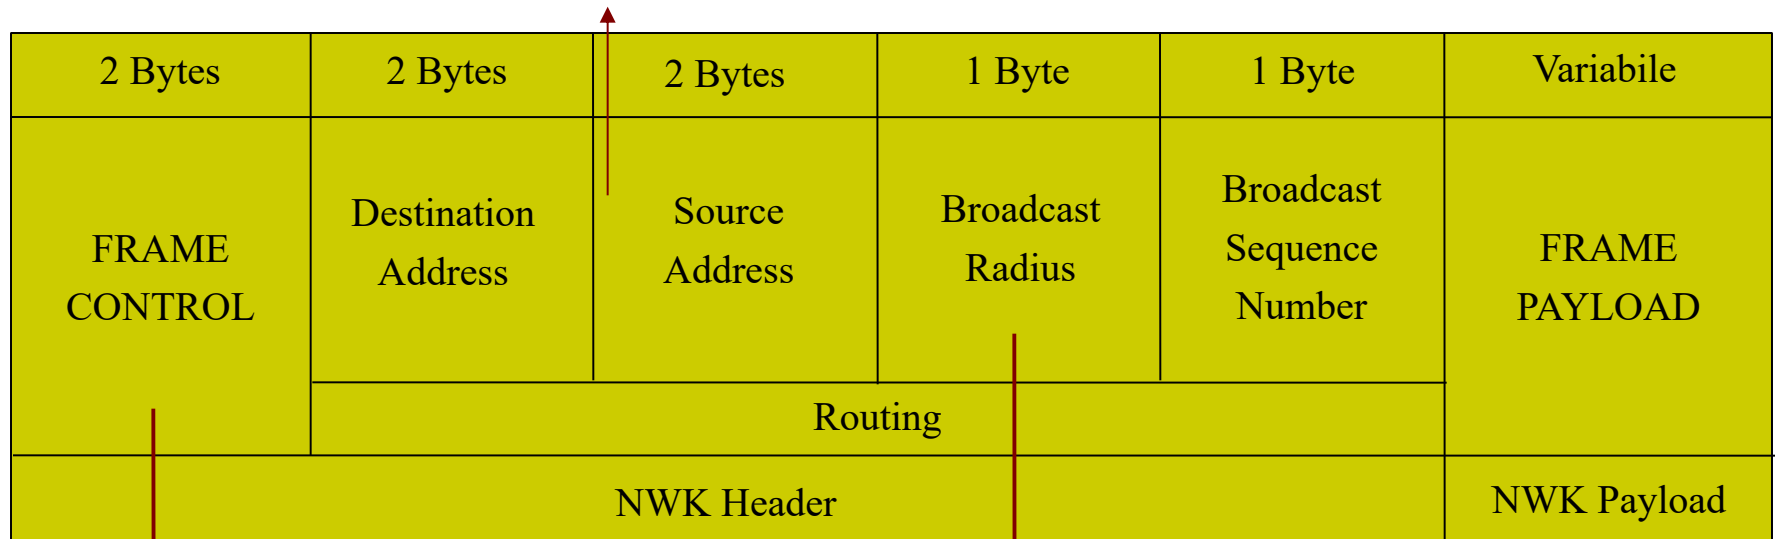 2 Bytes
2 Bytes
2 Bytes
1 Byte
1 Byte
Variabile
FRAME
CONTROL
Destination
Address
Source
Address
Broadcast
Radius
Broadcast
Sequence
Number
FRAME
PAYLOAD
Routing
NWK Header
NWK Payload